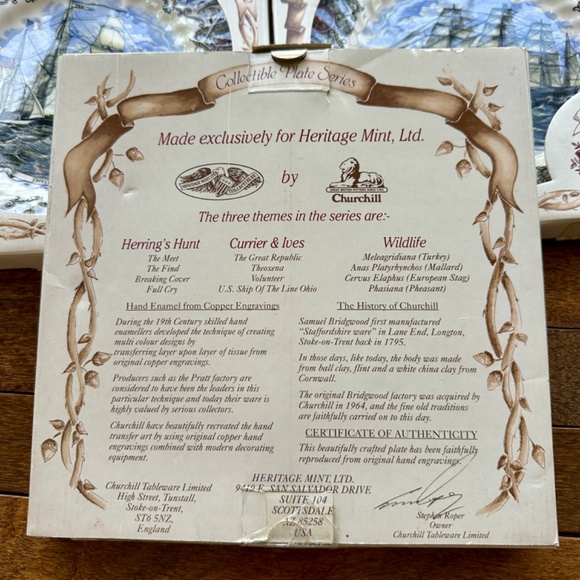 Collectible Plate Series
Made exclusively for Heritage Mint, Ltd.
by
Churchill
The three themes in the series are:-
Herring's Hunt
The Meet
The Find
Breaking Cover
Full Cry
Currier & Ives
The Great Republic
Theoxena
Volunteer
U.S. Ship Of The Line Ohio
Wildlife
Meleagridiana (Turkey)
Anas Platyrhynchos (Mallard)
Cervus Elaphus (European Stag)
Phasiana (Pheasant)
Hand Enamel from Copper Engravings
During the 19th Century skilled hand
enamellers developed the technique of creating
multi colour designs by
transferring layer upon layer of tissue from
original copper engravings.
Producers such as the Pratt factory are
considered to have been the leaders in this
particular technique and today their ware is
highly valued by serious collectors.
Churchill have beautifully recreated the hand
transfer art by using original copper hand
engravings combined with modern decorating
equipment.
The History of Churchill
Samuel Bridgwood first manufactured
"Staffordshire ware" in Lane End, Longton,
Stoke-on-Trent back in 1795.
In those days, like today, the body was made
from ball clay, flint and a white china clay from
Cornwall.
The original Bridgwood factory was acquired by
Churchill in 1964, and the fine old traditions
are faithfully carried on to this day.
CERTIFICATE OF AUTHENTICITY
This beautifully crafted plate has been faithfully
reproduced from original hand engravings.
Churchill Tableware Limited
High Street, Tunstall,
Stoke-on-Trent,
ST6 5NZ,
England
HERITAGE MINT, LTD.
9412 E. SAN SALVADOR DRIVE
SUITE 104
SCOTTSDALE
AZ 85258
USA
Stephen Roper
Owner
Churchill Tableware Limited